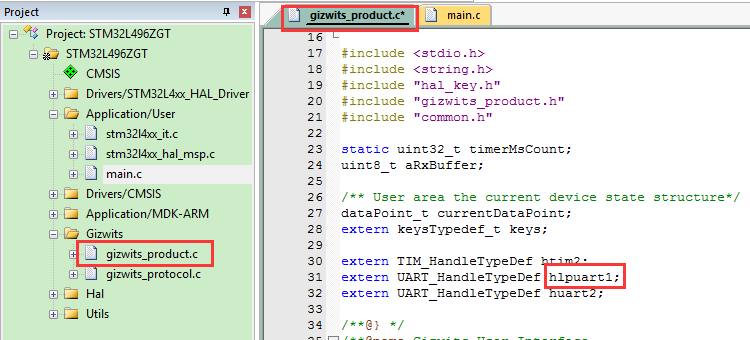 Project: STM32L496ZGT
STM32L496ZGT
CMSIS
Drivers/STM32L4xx_HAL_Driver
Application/User
stm32l4xx_it.c
stm32l4xx_hal_msp.c
main.c
Drivers/CMSIS
Application/MDK-ARM
Gizwits
gizwits_product.c
gizwits_protocol.c
Hal
Utils
gizwits_product.c*
main.c
16
17 #include <stdio.h>
18 #include <string.h>
19 #include "hal_key.h"
20 #include "gizwits_product.h"
21 #include "common.h"
22
23 static uint32_t timerMsCount;
24 uint8_t aRxBuffer;
25
26 /** User area the current device state structure*/
27 dataPoint_t currentDataPoint;
28 extern keysTypedef_t keys;
29
30 extern TIM_HandleTypeDef htim2;
31 extern UART_HandleTypeDef hlpuart1;
32 extern UART_HandleTypeDef huart2;
33
34 /**@} */
35 /**@name Gizwits User Interface